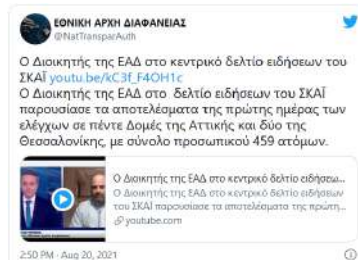 ΕΘΝΙΚΗ ΑΡΧΗ ΔΙΑΦΑΝΕΙΑΣ
@NatTransparAuth
Ο Διοικητής της ΕΑΔ στο κεντρικό δελτίο ειδήσεων του
ΣΚΑΪ youtu.be/kC3f_F4OH1c
Ο Διοικητής της ΕΑΔ στο δελτίο ειδήσεων του ΣΚΑΪ
παρουσίασε τα αποτελέσματα της πρώτης ημέρας των
ελέγχων σε πέντε Δομές της Αττικής και δύο της
Θεσσαλονίκης, με σύνολο προσωπικού 459 ατόμων.
Ο Διοικητής της ΕΑΔ στο κεντρικό δελτίο ειδήσεω...
Ο Διοικητής της ΕΑΔ στο κεντρικό δελτίο ειδήσεων
του ΣΚΑΪ παρουσίασε τα αποτελέσματα της πρώτη...
youtube.com
2:50 PM · Aug 20, 2021